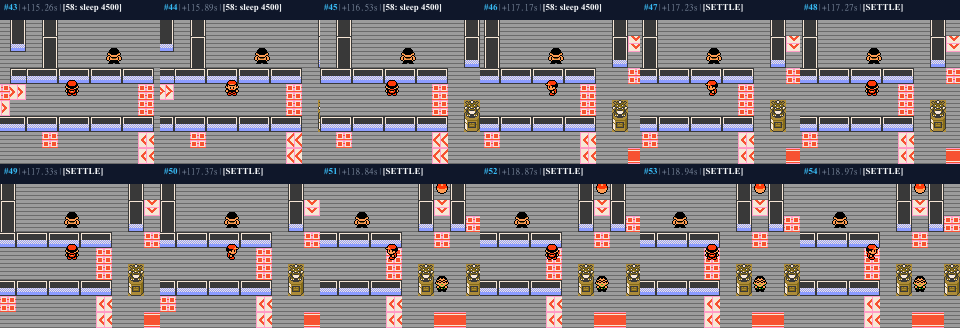 #43 | +115.26s | [58: sleep 4500]
#44 | +115.89s | [58: sleep 4500]
#45 | +116.53s | [58: sleep 4500]
#46 | +117.17s | [58: sleep 4500]
#47 | +117.23s | [SETTLE]
#48 | +117.27s | [SETTLE]
#49 | +117.33s | [SETTLE]
#50 | +117.37s | [SETTLE]
#51 | +118.84s | [SETTLE]
#52 | +118.87s | [SETTLE]
#53 | +118.94s | [SETTLE]
#54 | +118.97s | [SETTLE]